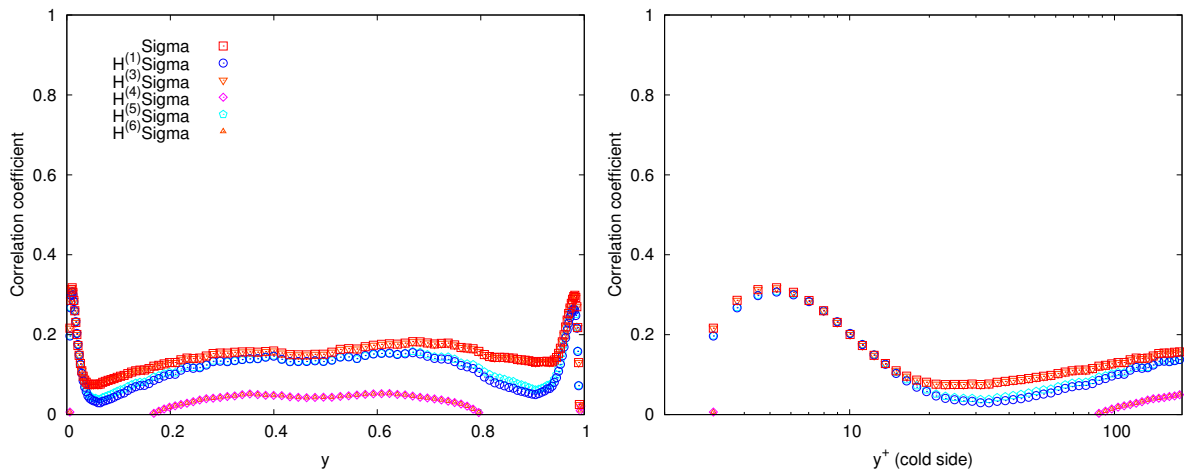 1
0.8
0.6
0.4
0.2
0
0 0.2 0.4 0.6 0.8 1
Correlation coefficient
y
Sigma
H(1)Sigma
H(3)Sigma
H(4)Sigma
H(5)Sigma
H(6)Sigma
1
0.8
0.6
0.4
0.2
0
10 100
Correlation coefficient
y+ (cold side)